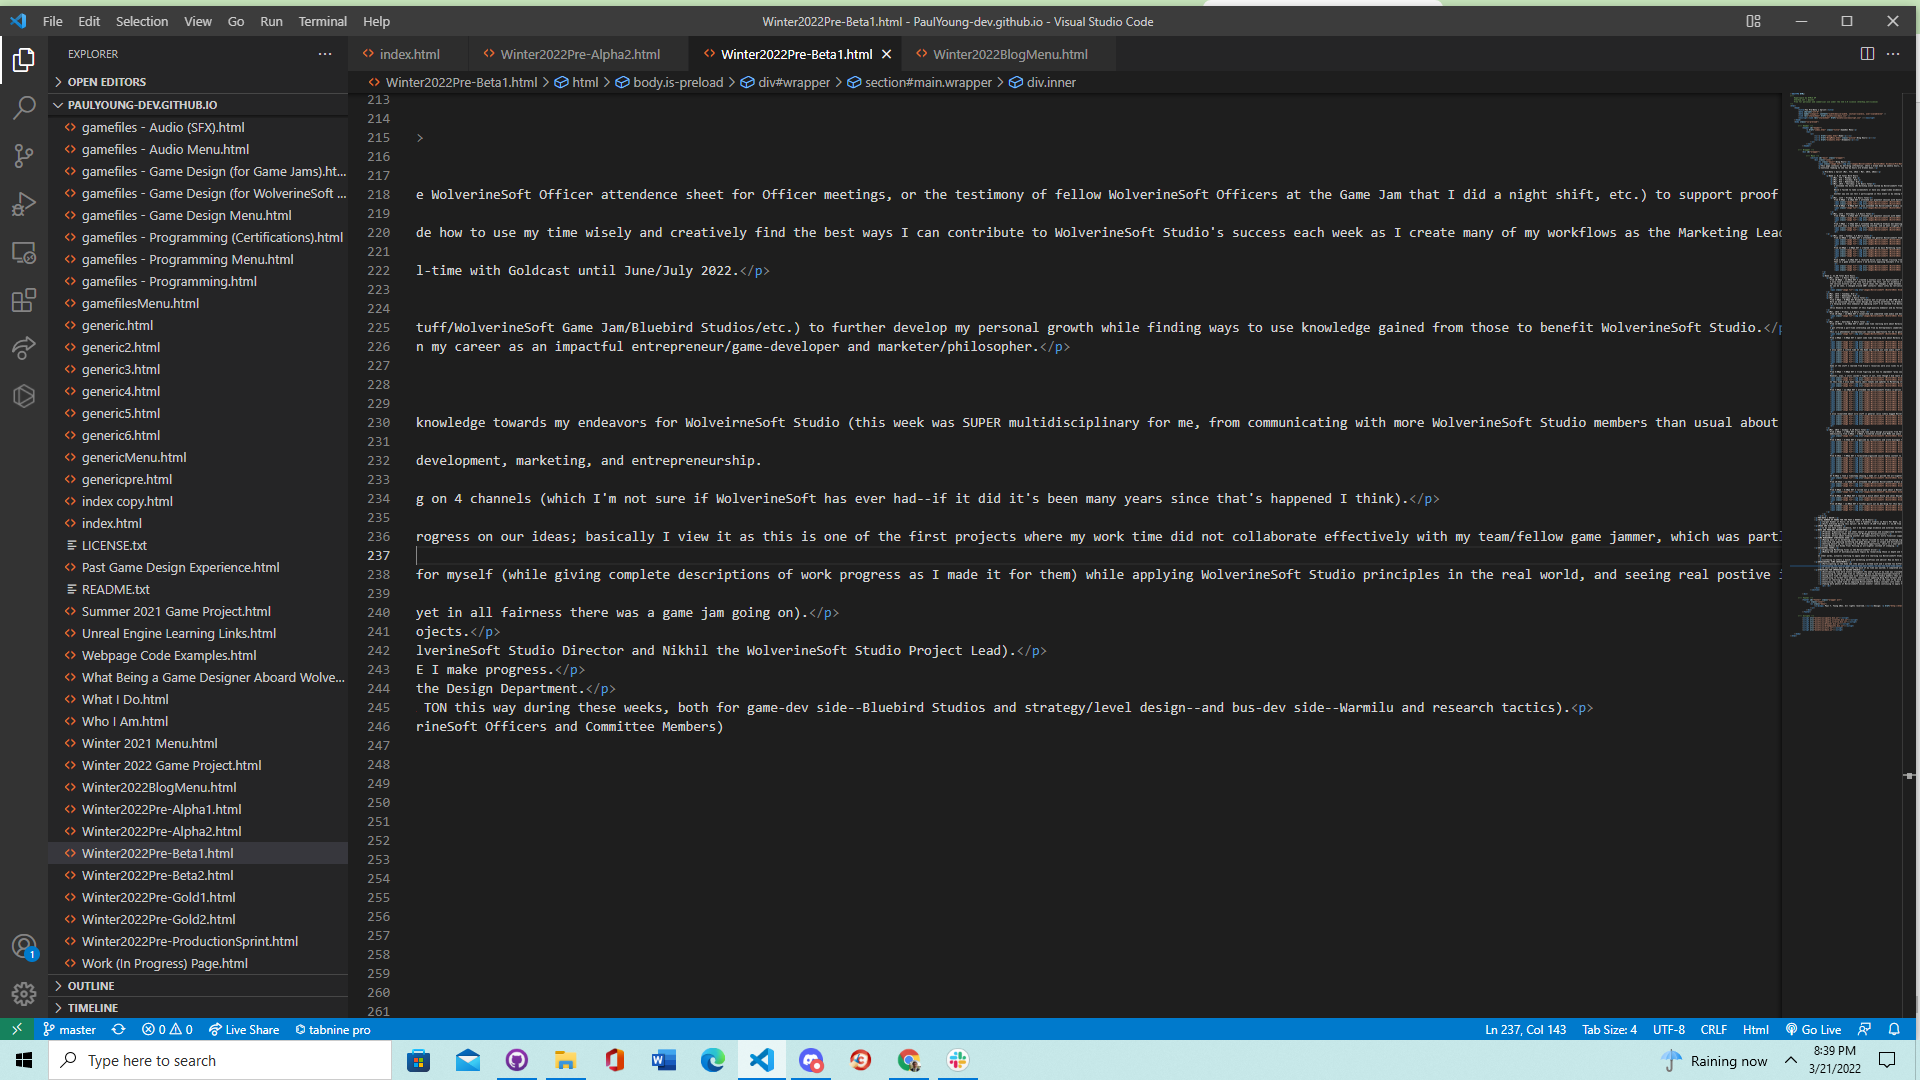 File Edit Selection View Go Run Terminal Help
Winter2022Pre-Beta1.html - PaulYoung-dev.github.io - Visual Studio Code
EXPLORER
index.html
Winter2022Pre-Alpha2.html
Winter2022Pre-Beta1.html
Winter2022BlogMenu.html
Winter2022Pre-Beta1.html > html > body.is-preload > div#wrapper > section#main.wrapper > div.inner
OPEN EDITORS
PAULYOUNG-DEV.GITHUB.IO
gamefiles - Audio (SFX).html
gamefiles - Audio Menu.html
gamefiles - Game Design (for Game Jams).ht...
gamefiles - Game Design (for WolverineSoft ...
gamefiles - Game Design Menu.html
gamefiles - Programming (Certifications).html
gamefiles - Programming Menu.html
gamefiles - Programming.html
gamefilesMenu.html
generic.html
generic2.html
generic3.html
generic4.html
generic5.html
generic6.html
genericMenu.html
genericpre.html
index copy.html
index.html
LICENSE.txt
Past Game Design Experience.html
README.txt
Summer 2021 Game Project.html
Unreal Engine Learning Links.html
Webpage Code Examples.html
What Being a Game Designer Aboard Wolve...
What I Do.html
Who I Am.html
Winter 2021 Menu.html
Winter 2022 Game Project.html
Winter2022BlogMenu.html
Winter2022Pre-Alpha1.html
Winter2022Pre-Alpha2.html
Winter2022Pre-Beta1.html
Winter2022Pre-Beta2.html
Winter2022Pre-Gold1.html
Winter2022Pre-Gold2.html
Winter2022Pre-ProductionSprint.html
Work (In Progress) Page.html
OUTLINE
TIMELINE
213
214
215 >
216
217
218 e WolverineSoft Officer attendence sheet for Officer meetings, or the testimony of fellow WolverineSoft Officers at the Game Jam that I did a night shift, etc.) to support proof
219
220 de how to use my time wisely and creatively find the best ways I can contribute to WolverineSoft Studio's success each week as I create many of my workflows as the Marketing Lead
221
222 l-time with Goldcast until June/July 2022.</p>
223
224
225 tuff/WolverineSoft Game Jam/Bluebird Studios/etc.) to further develop my personal growth while finding ways to use knowledge gained from those to benefit WolverineSoft Studio.</p
226 n my career as an impactful entrepreneur/game-developer and marketer/philosopher.</p>
227
228
229
230 knowledge towards my endeavors for WolveirneSoft Studio (this week was SUPER multidisciplinary for me, from communicating with more WolverineSoft Studio members than usual about
231
232 development, marketing, and entrepreneurship.
233
234 g on 4 channels (which I'm not sure if WolverineSoft has ever had--if it did it's been many years since that's happened I think).</p>
235
236 rogress on our ideas; basically I view it as this is one of the first projects where my work time did not collaborate effectively with my team/fellow game jammer, which was parti
237
238 for myself (while giving complete descriptions of work progress as I made it for them) while applying WolverineSoft Studio principles in the real world, and seeing real postive i
239
240 yet in all fairness there was a game jam going on).</p>
241 ojects.</p>
242 lverineSoft Studio Director and Nikhil the WolverineSoft Studio Project Lead).</p>
243 E I make progress.</p>
244 the Design Department.</p>
245 TON this way during these weeks, both for game-dev side--Bluebird Studios and strategy/level design--and bus-dev side--Warmilu and research tactics).<p>
246 rineSoft Officers and Committee Members)
247
248
249
250
251
252
253
254
255
256
257
258
259
260
261
1
master 0 0 Live Share tabnine pro
Ln 237, Col 143 Tab Size: 4 UTF-8 CRLF Html Go Live
Type here to search
Raining now
8:39 PM
3/21/2022